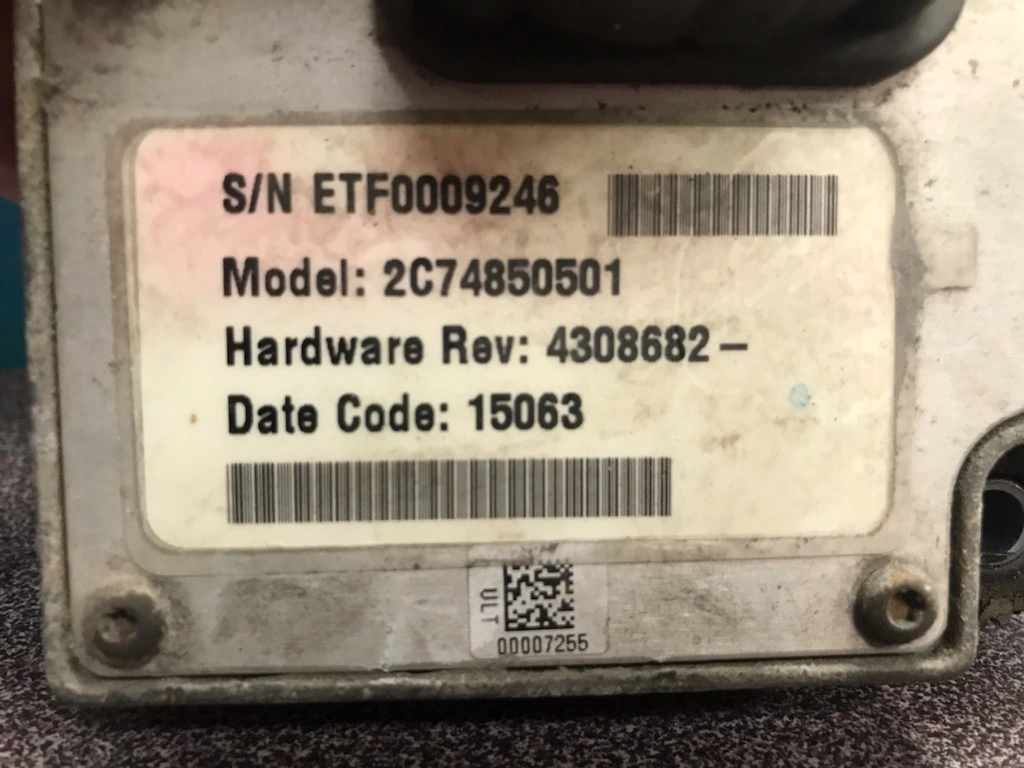 S/N ETF0009246
Model: 2C74850501
Hardware Rev: 4308682 –
Date Code: 15063
ULT
00007255